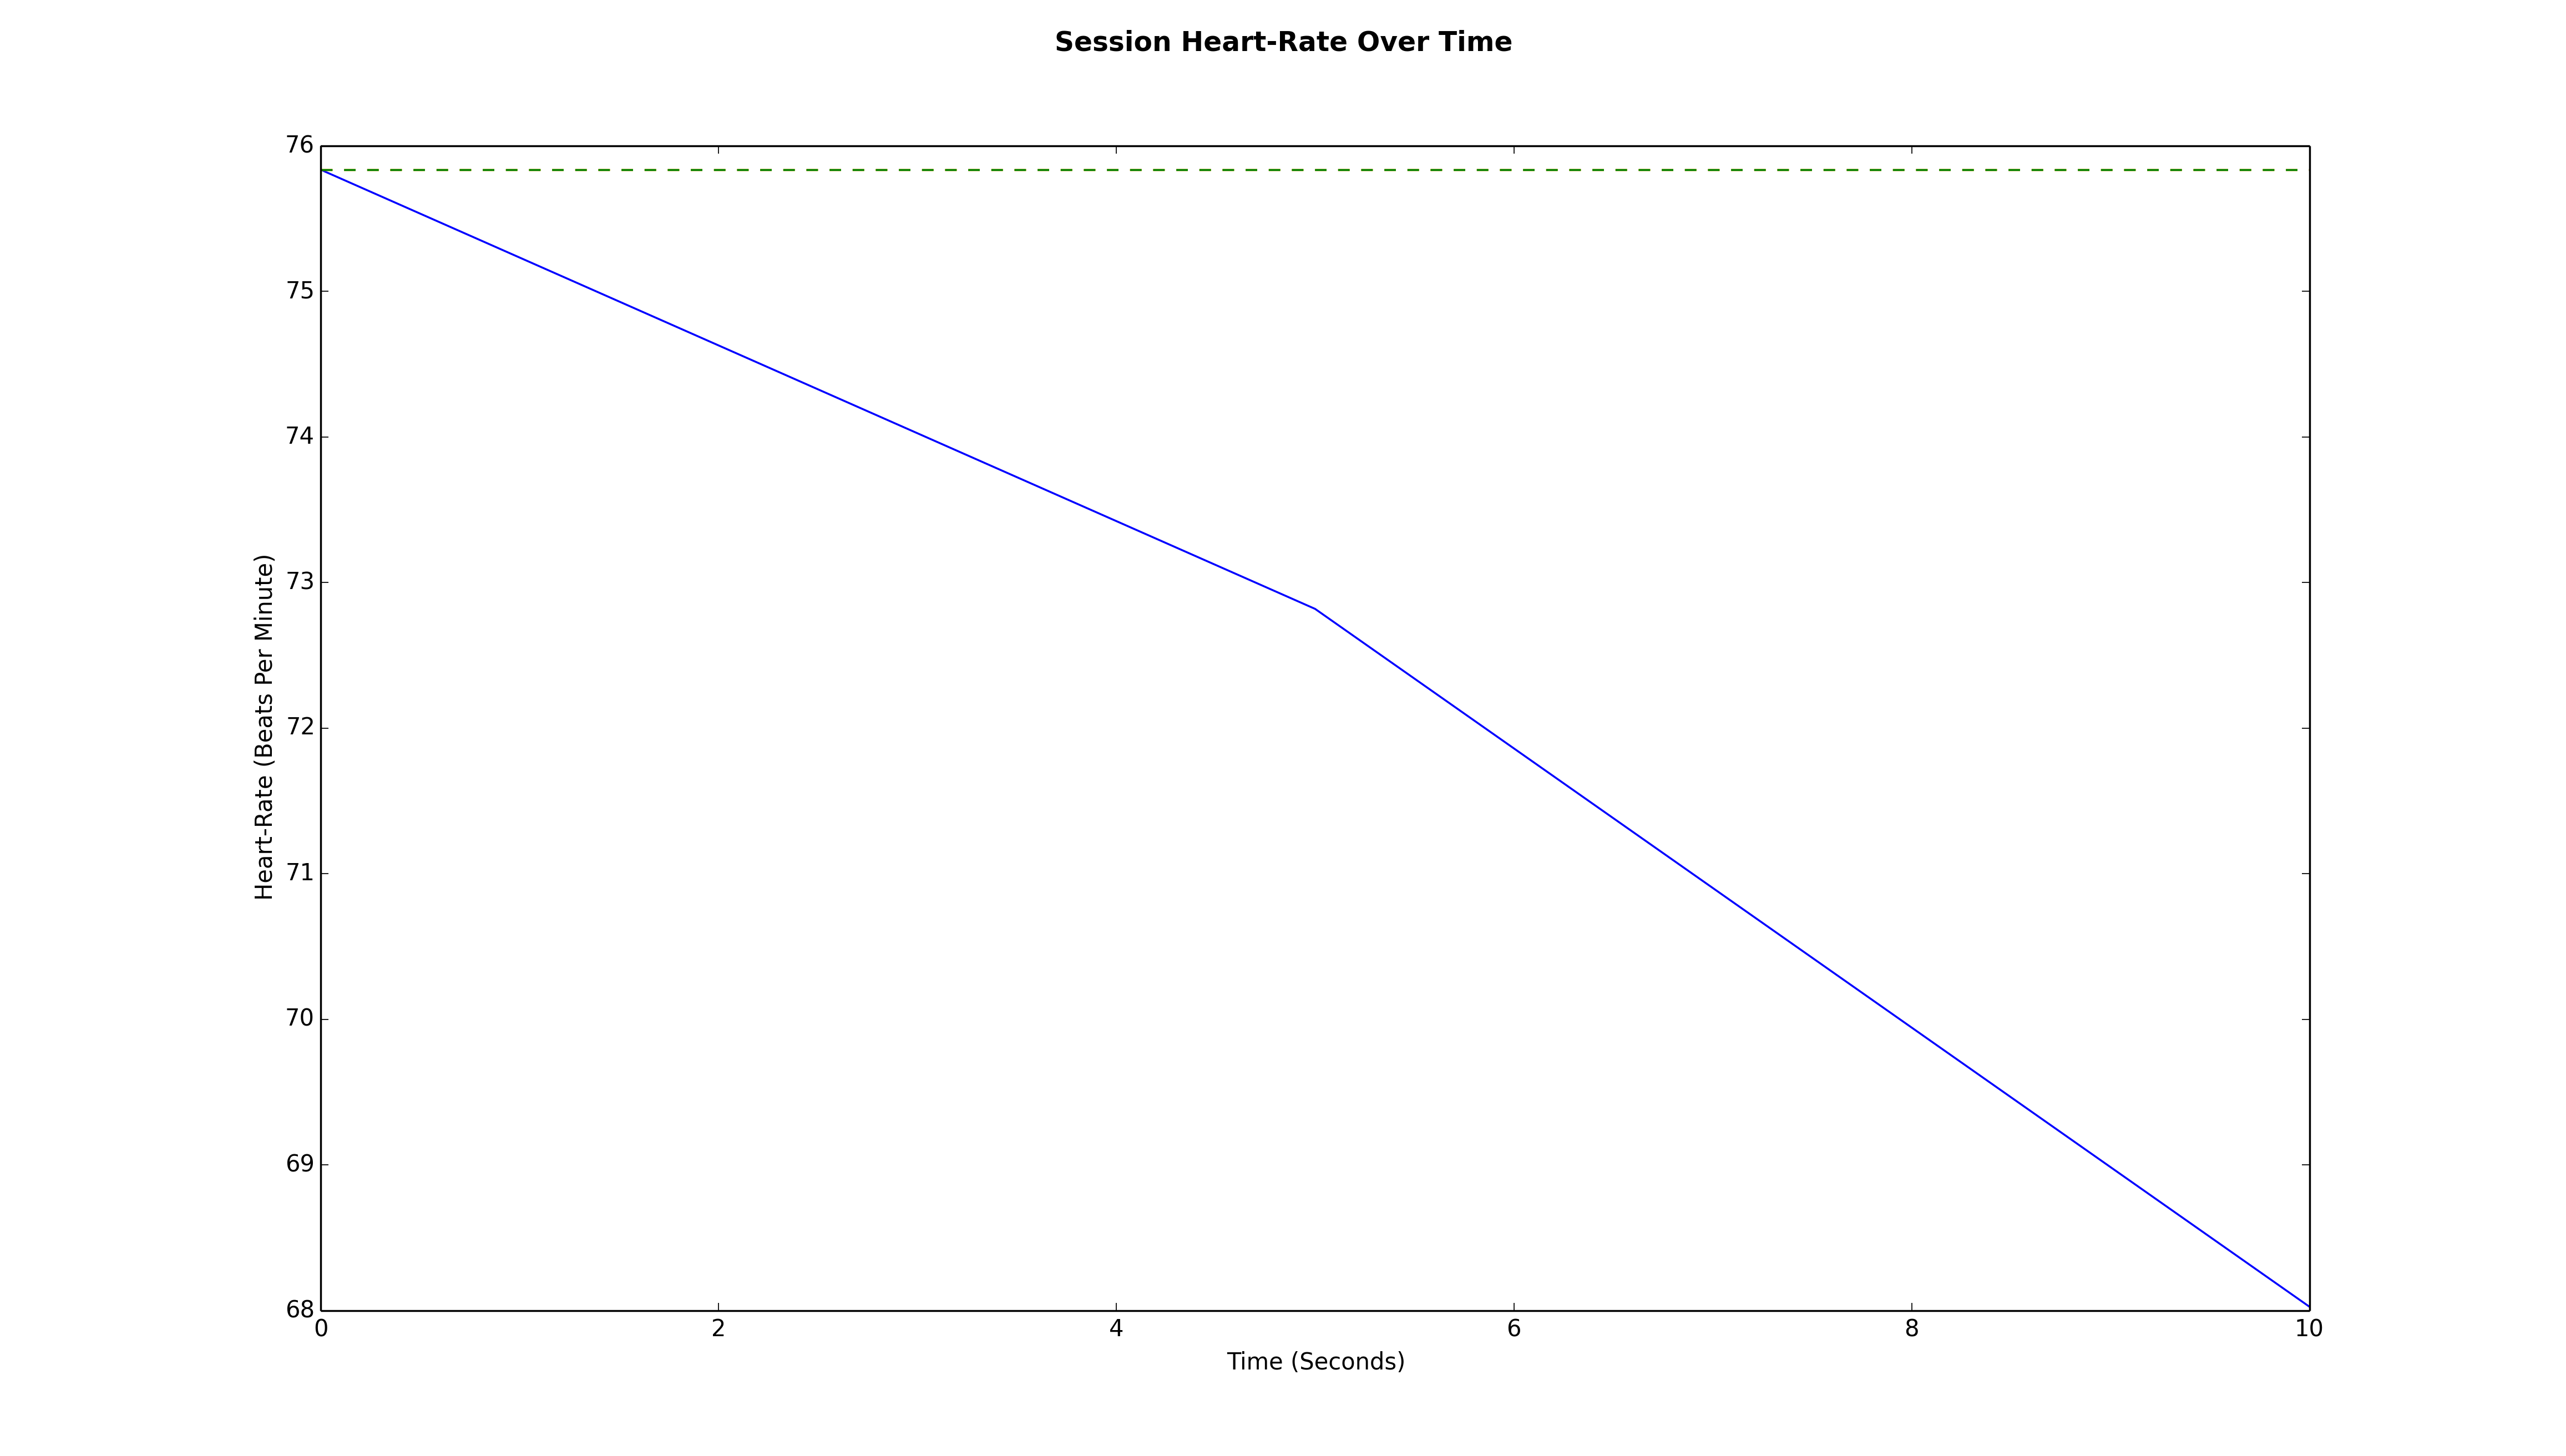 Session Heart-Rate Over Time
76
75
74
73
72
71
70
69
68
Heart-Rate (Beats Per Minute)
0 2 4 6 8 10
Time (Seconds)